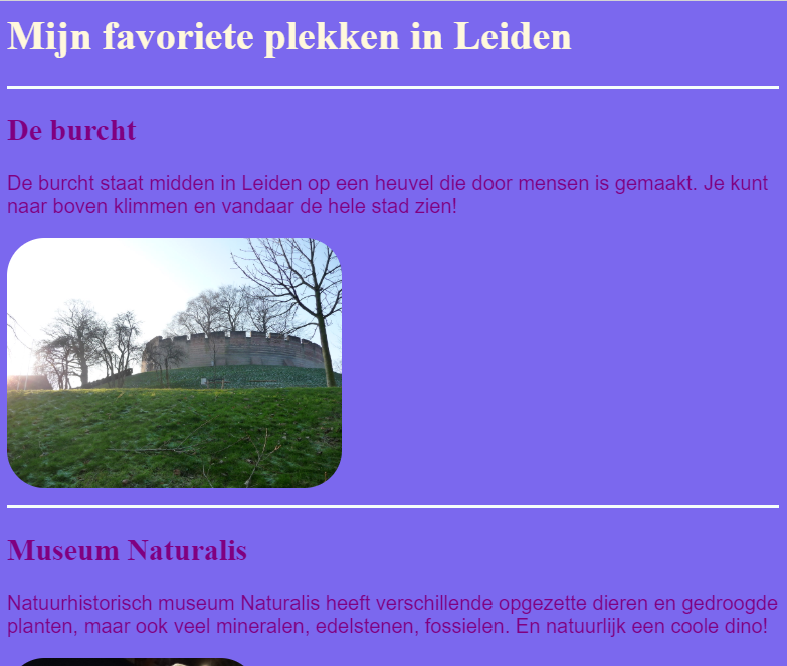 Mijn favoriete plekken in Leiden
De burcht
De burcht staat midden in Leiden op een heuvel die door mensen is gemaakt. Je kunt
naar boven klimmen en vandaar de hele stad zien!
Museum Naturalis
Natuurhistorisch museum Naturalis heeft verschillende opgezette dieren en gedroogde
planten, maar ook veel mineralen, edelstenen, fossielen. En natuurlijk een coole dino!